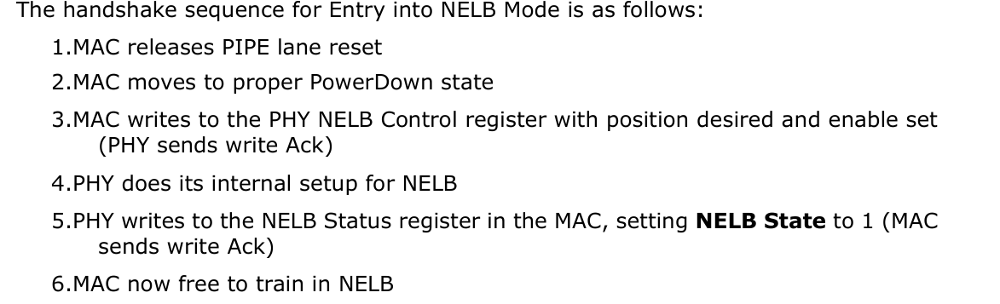 The handshake sequence for Entry into NELB Mode is as follows:
1.MAC releases PIPE lane reset
2.MAC moves to proper PowerDown state
3.MAC writes to the PHY NELB Control register with position desired and enable set
(PHY sends write Ack)
4.PHY does its internal setup for NELB
5.PHY writes to the NELB Status register in the MAC, setting NELB State to 1 (MAC
sends write Ack)
6.MAC now free to train in NELB